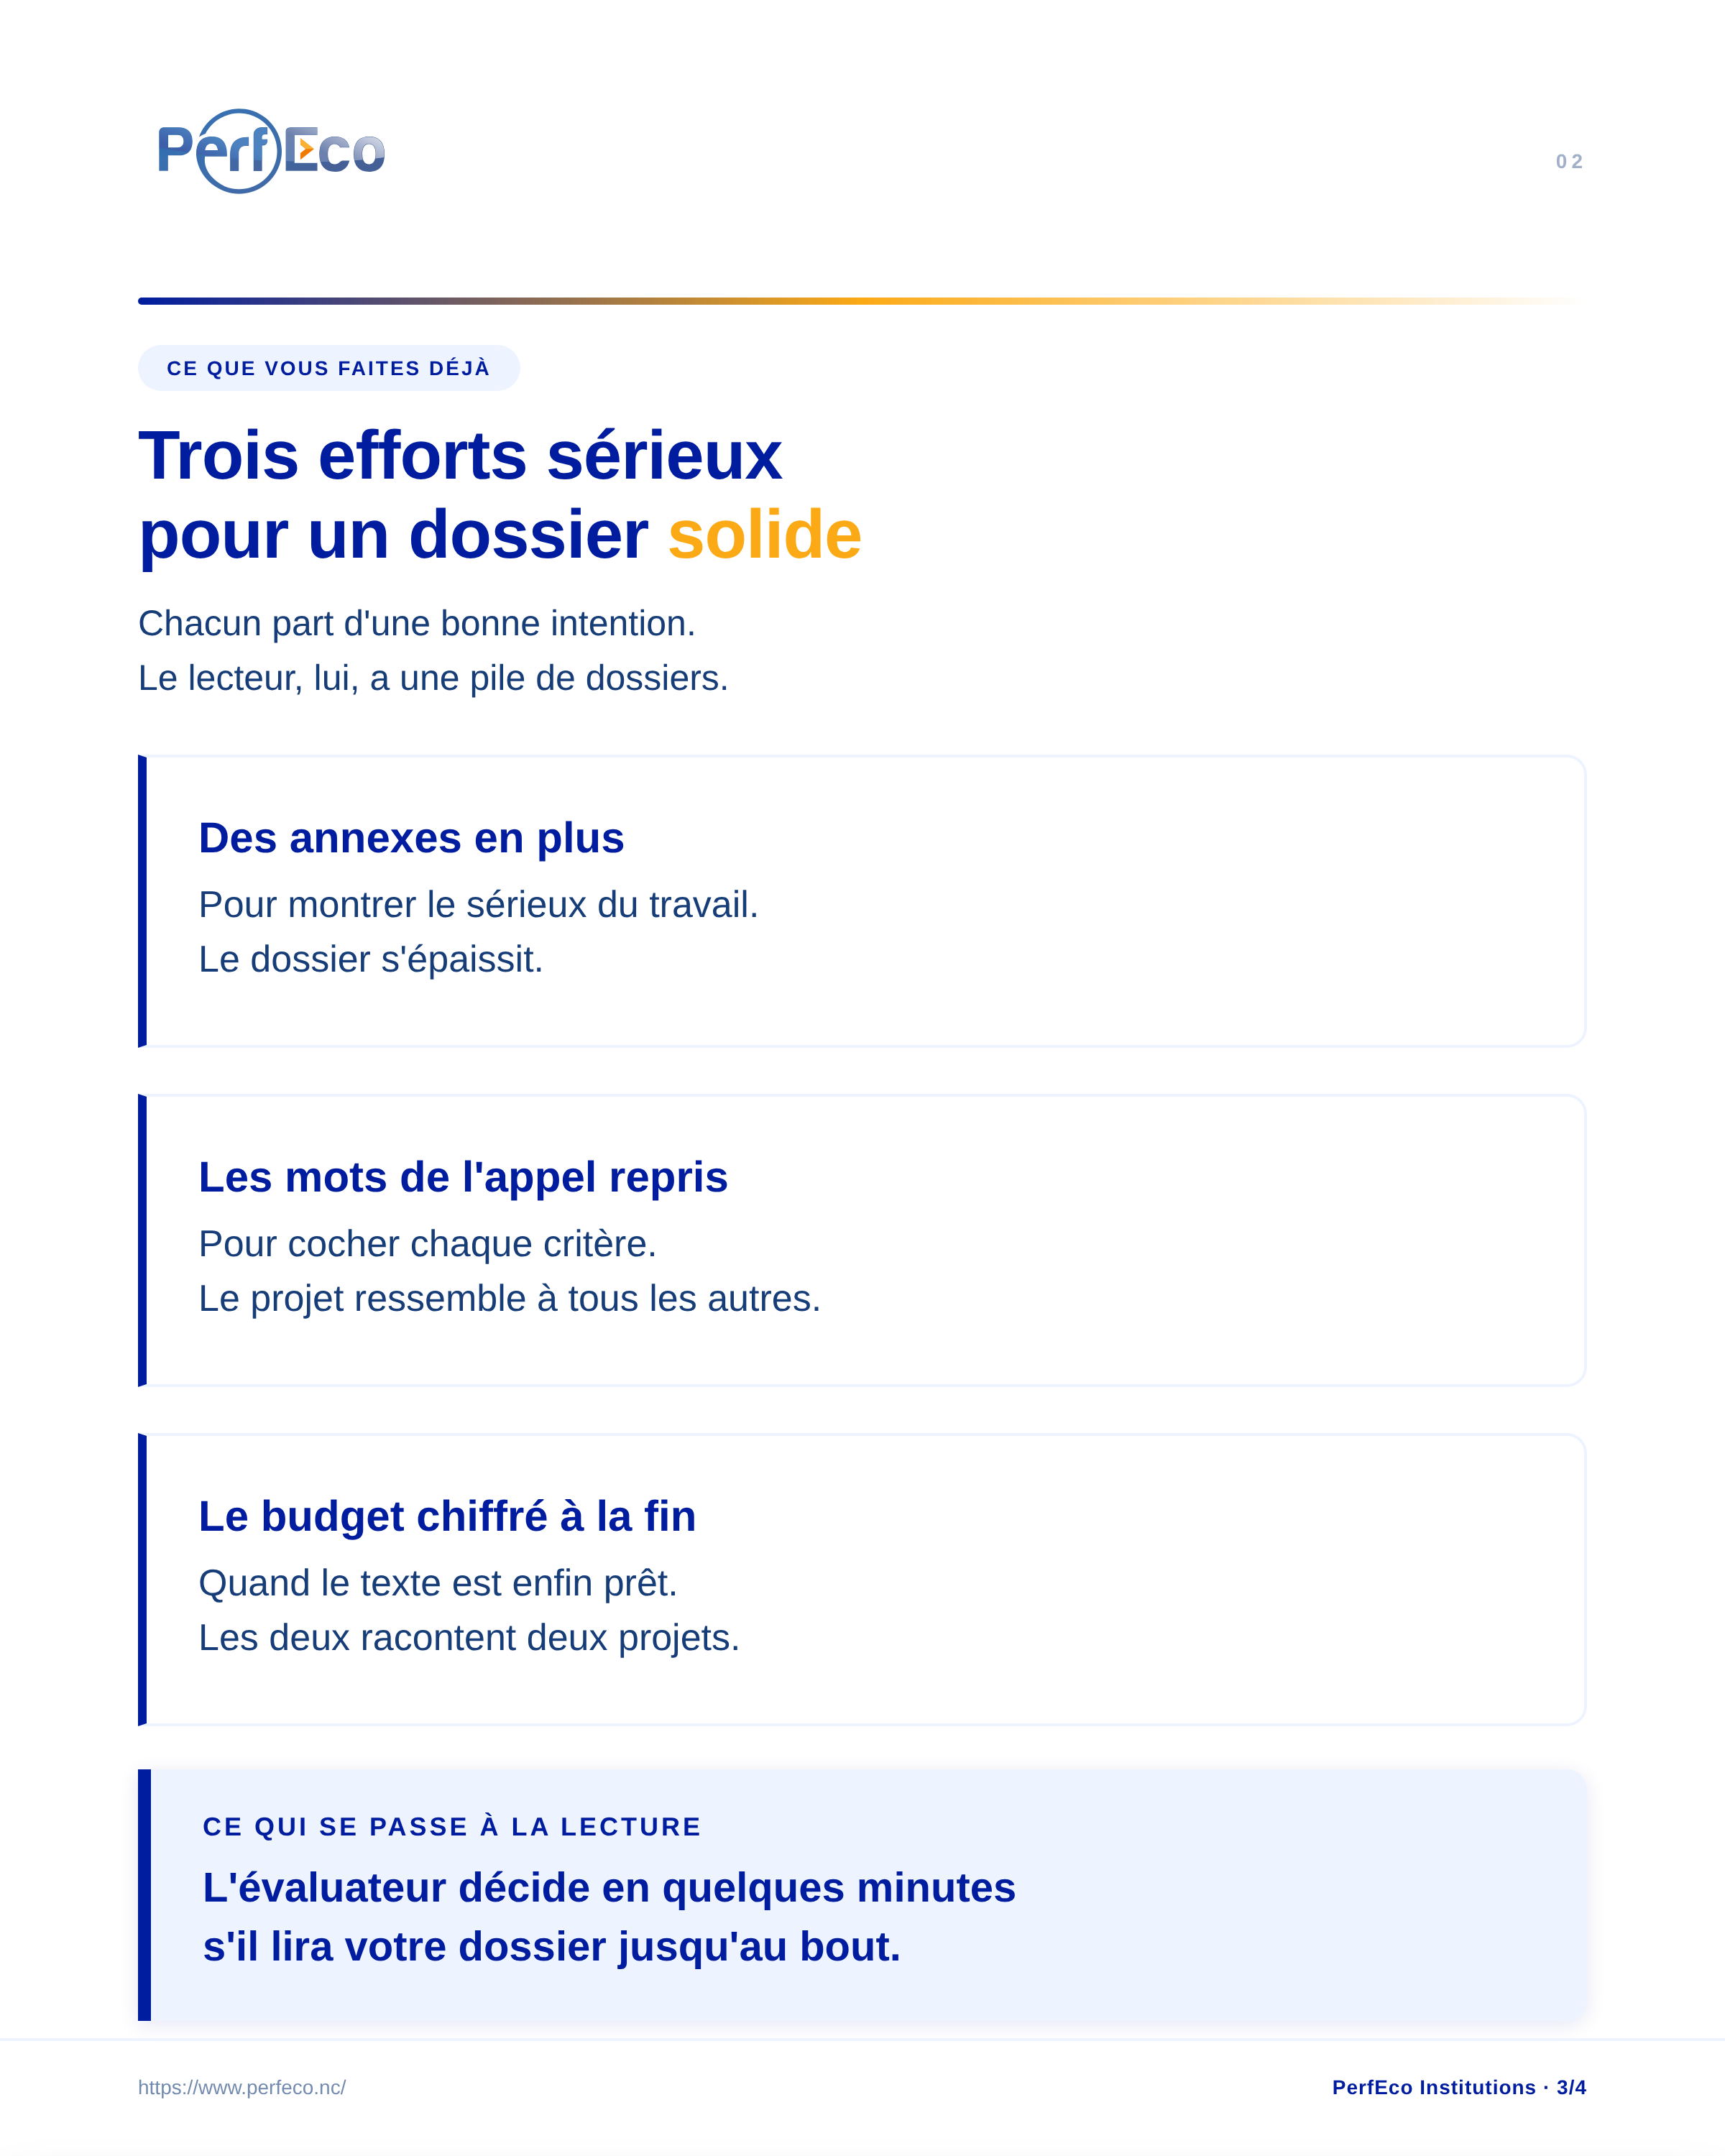 PerfEco
02
CE QUE VOUS FAITES DÉJÀ
Trois efforts sérieux
pour un dossier solide
Chacun part d'une bonne intention.
Le lecteur, lui, a une pile de dossiers.
Des annexes en plus
Pour montrer le sérieux du travail.
Le dossier s'épaissit.
Les mots de l'appel repris
Pour cocher chaque critère.
Le projet ressemble à tous les autres.
Le budget chiffré à la fin
Quand le texte est enfin prêt.
Les deux racontent deux projets.
CE QUI SE PASSE À LA LECTURE
L'évaluateur décide en quelques minutes
s'il lira votre dossier jusqu'au bout.
https://www.perfeco.nc/
PerfEco Institutions · 3/4